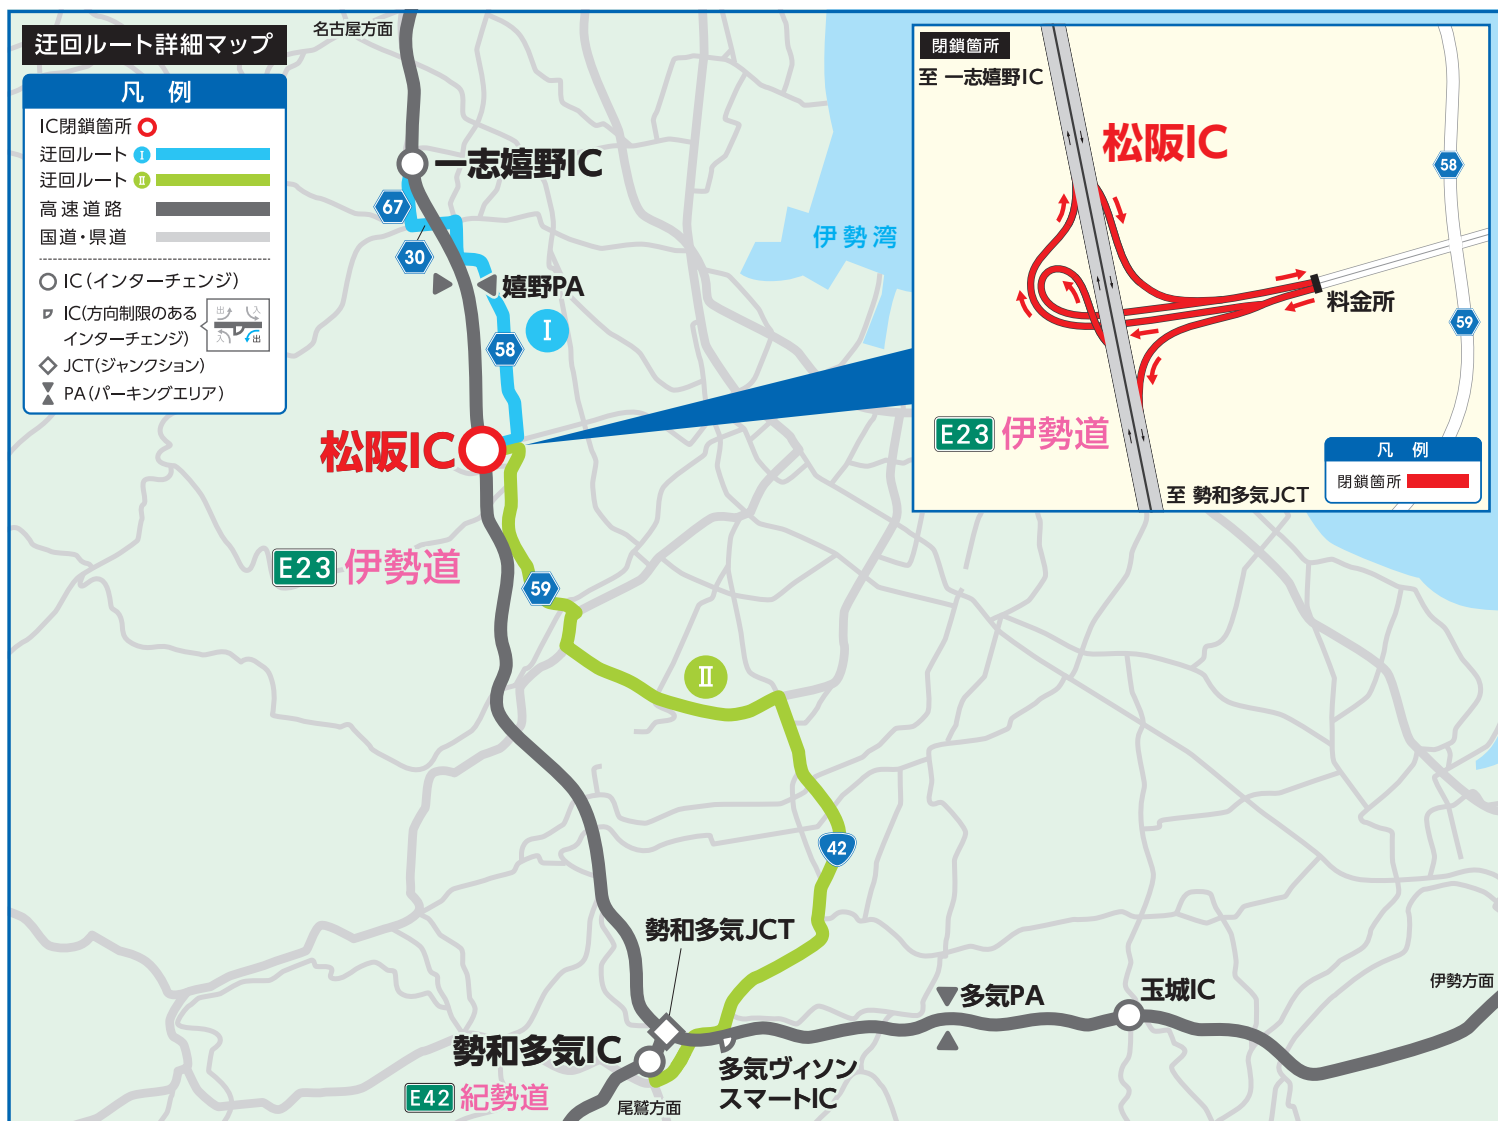 迂回ルート詳細マップ
凡 例
IC閉鎖箇所
迂回ルート Ⅰ
迂回ルート Ⅱ
高速道路
国道・県道
IC(インターチェンジ)
IC(方向制限のある
インターチェンジ)
出 入
入 出
JCT(ジャンクション)
PA(パーキングエリア)
名古屋方面
一志嬉野IC
67
30
嬉野PA
Ⅰ
58
伊勢湾
松阪IC
E23 伊勢道
59
Ⅱ
42
勢和多気JCT
勢和多気IC
E42 紀勢道
尾鷲方面
多気ヴィソン
スマートIC
多気PA
玉城IC
伊勢方面
閉鎖箇所
至 一志嬉野IC
松阪IC
58
料金所
59
E23 伊勢道
至 勢和多気JCT
凡 例
閉鎖箇所